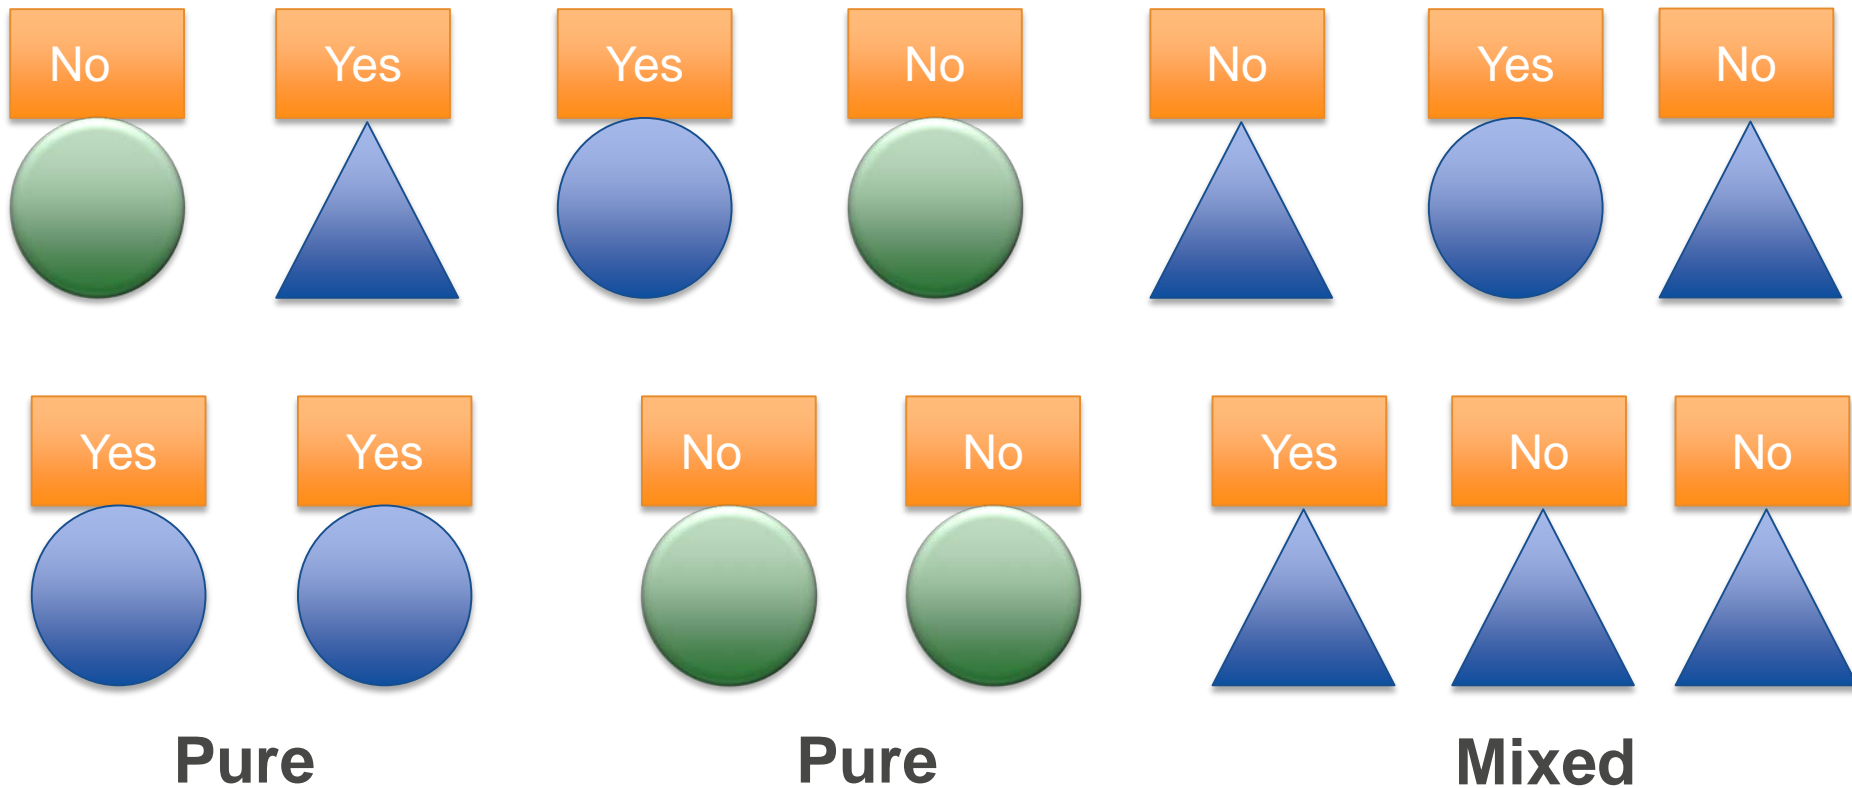 No Yes Yes No No Yes No
Yes Yes No No Yes No No
Pure Pure Mixed